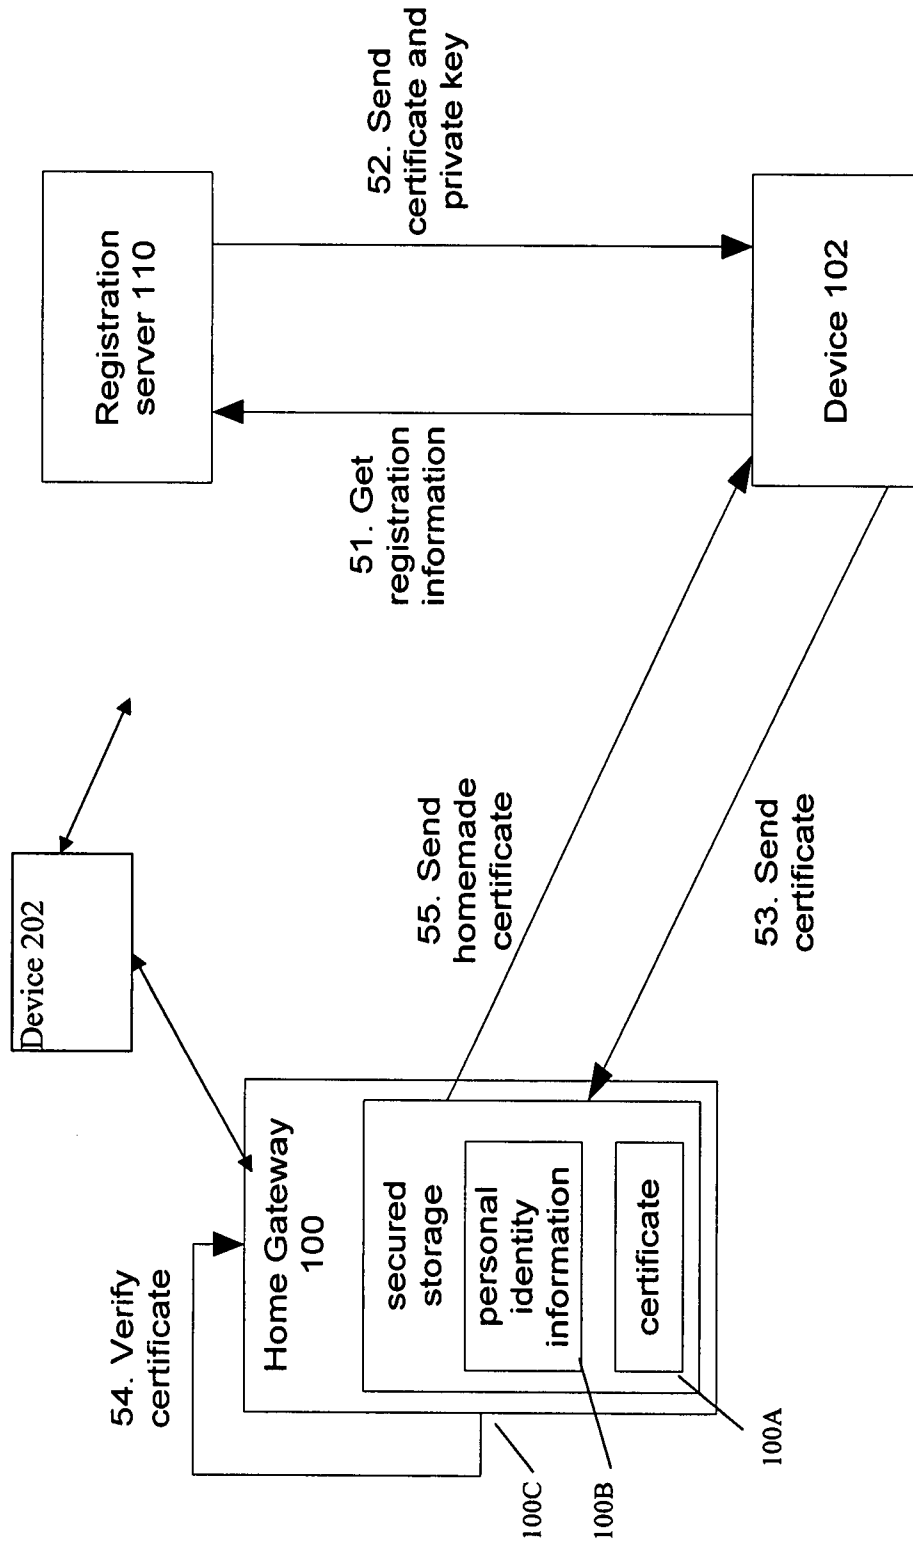 Device 202
54. Verify
certificate
Home Gateway
100
secured
storage
personal
identity
information
certificate
100C
100B
100A
55. Send
homemade
certificate
53. Send
certificate
51. Get
registration
information
Registration
server 110
52. Send
certificate and
private key
Device 102